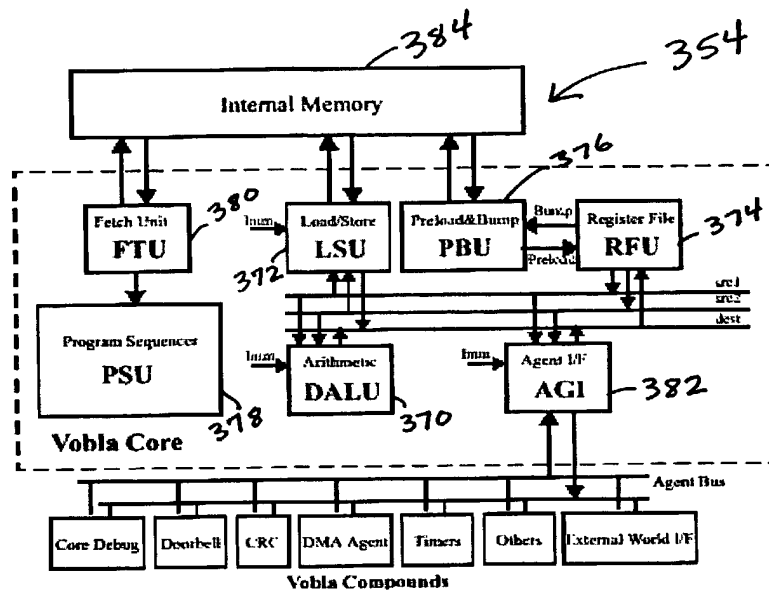 384
354
Internal Memory
376
380
374
Fetch Unit
FTU
Imm
Load/Store
LSU
372
Preload&Bump
PBU
Bump
Preload
Register File
RFU
src1
src2
dest
Program Sequencer
PSU
378
Imm
Arithmetic
DALU
370
Imm
Agent I/F
AGI
382
Vobla Core
Agent Bus
Core Debug
Doorbell
CRC
DMA Agent
Timers
Others
External World I/F
Vobla Compounds